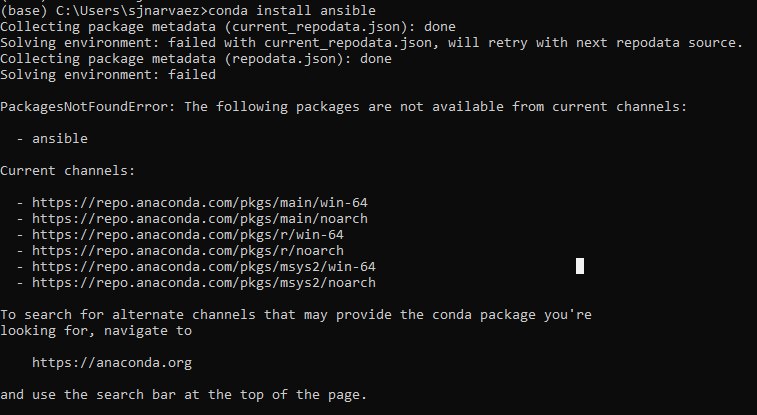 (base) C:\Users\sjnarvaez>conda install ansible
Collecting package metadata (current_repodata.json): done
Solving environment: failed with current_repodata.json, will retry with next repodata source.
Collecting package metadata (repodata.json): done
Solving environment: failed
PackagesNotFoundError: The following packages are not available from current channels:
- ansible
Current channels:
- https://repo.anaconda.com/pkgs/main/win-64
- https://repo.anaconda.com/pkgs/main/noarch
- https://repo.anaconda.com/pkgs/r/win-64
- https://repo.anaconda.com/pkgs/r/noarch
- https://repo.anaconda.com/pkgs/msys2/win-64
- https://repo.anaconda.com/pkgs/msys2/noarch
To search for alternate channels that may provide the conda package you're
looking for, navigate to
https://anaconda.org
and use the search bar at the top of the page.